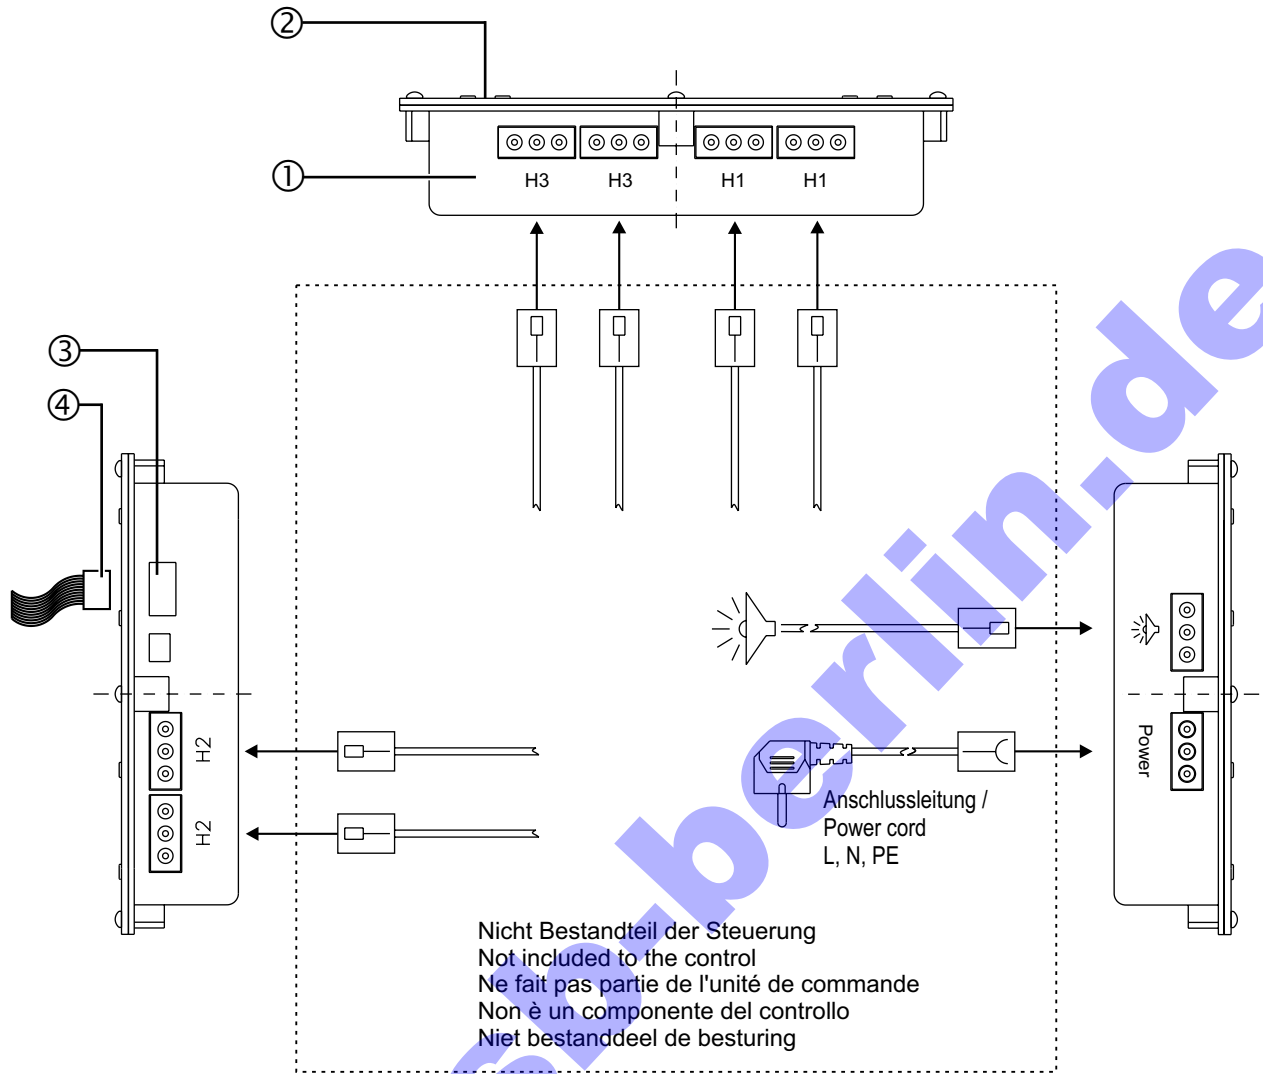 ②
①
H3 H3 H1 H1
③
④
H2
H2
Power
Anschlussleitung /
Power cord
L, N, PE
Nicht Bestandteil der Steuerung
Not included to the control
Ne fait pas partie de l'unité de commande
Non è un componente del controllo
Niet bestanddeel de besturing
sb-berlin.de